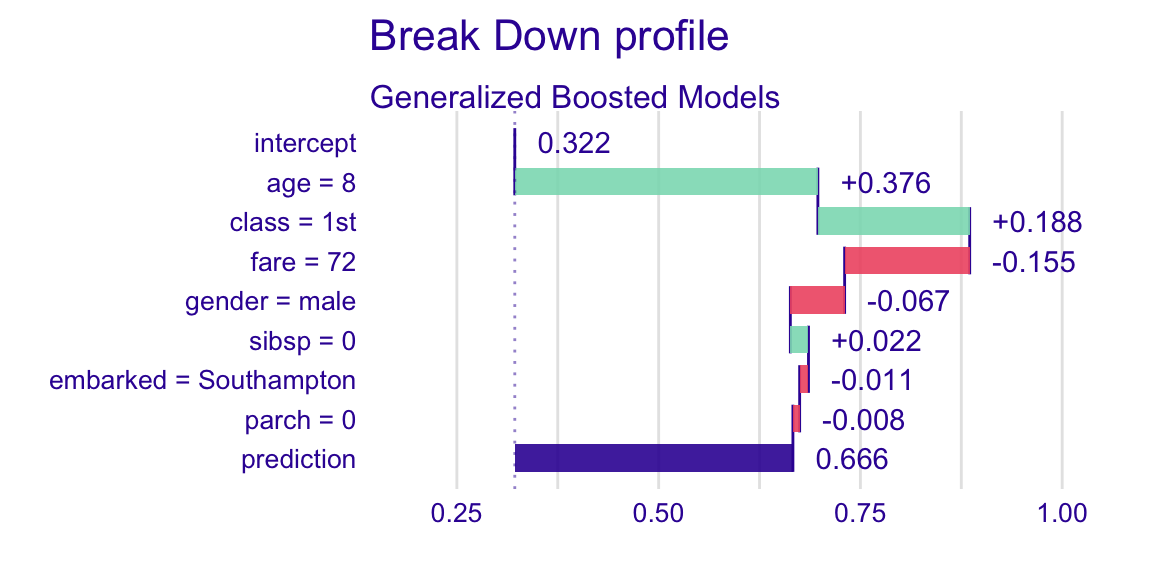 Break Down profile
Generalized Boosted Models
intercept 0.322
age = 8 +0.376
class = 1st +0.188
fare = 72 -0.155
gender = male -0.067
sibsp = 0 +0.022
embarked = Southampton -0.011
parch = 0 -0.008
prediction 0.666
0.25 0.50 0.75 1.00